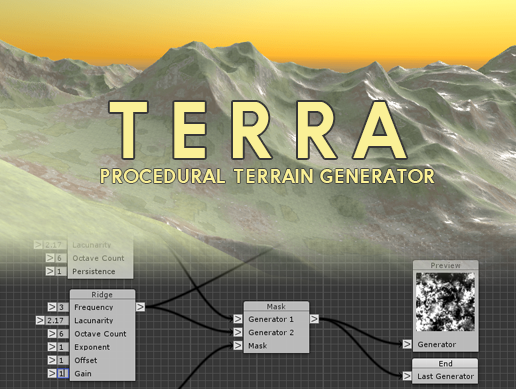 TERRA
PROCEDURAL TERRAIN GENERATOR
2.17 Lacunarity
6 Octave Count
1 Persistence
Ridge
3 Frequency
2.17 Lacunarity
6 Octave Count
1 Exponent
1 Offset
1 Gain
Mask
Generator 1
Generator 2
Mask
Preview
Generator
End
Last Generator